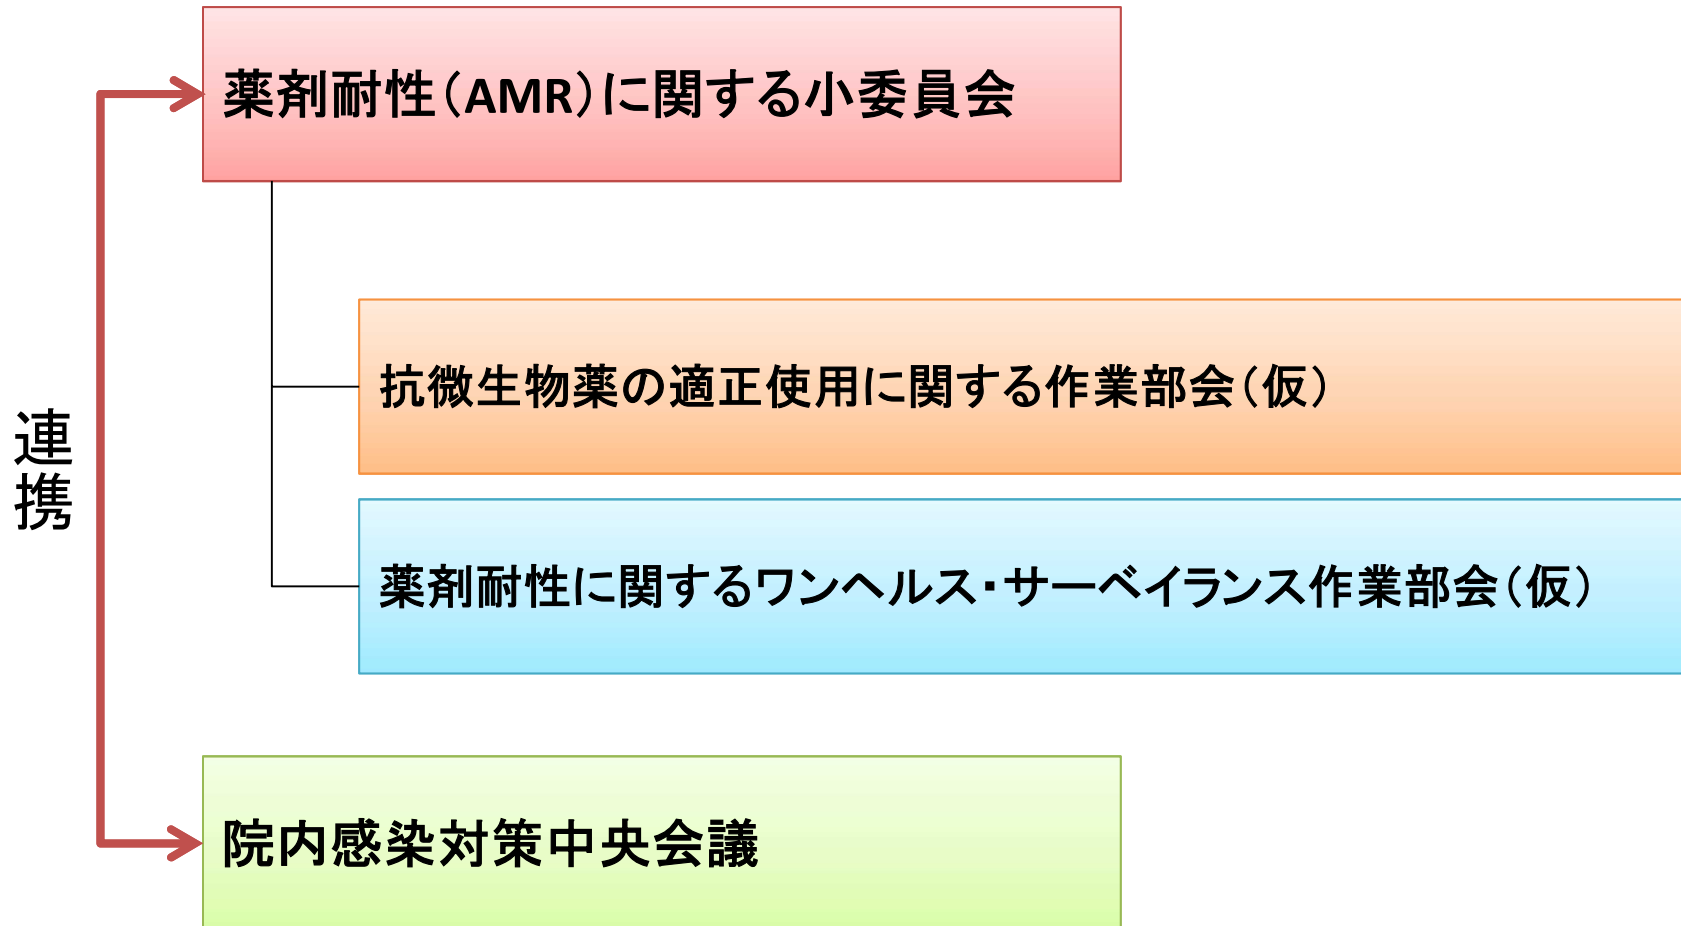 薬剤耐性（AMR）に関する小委員会
抗微生物薬の適正使用に関する作業部会（仮）
連携
薬剤耐性に関するワンヘルス・サーベイランス作業部会（仮）
院内感染対策中央会議